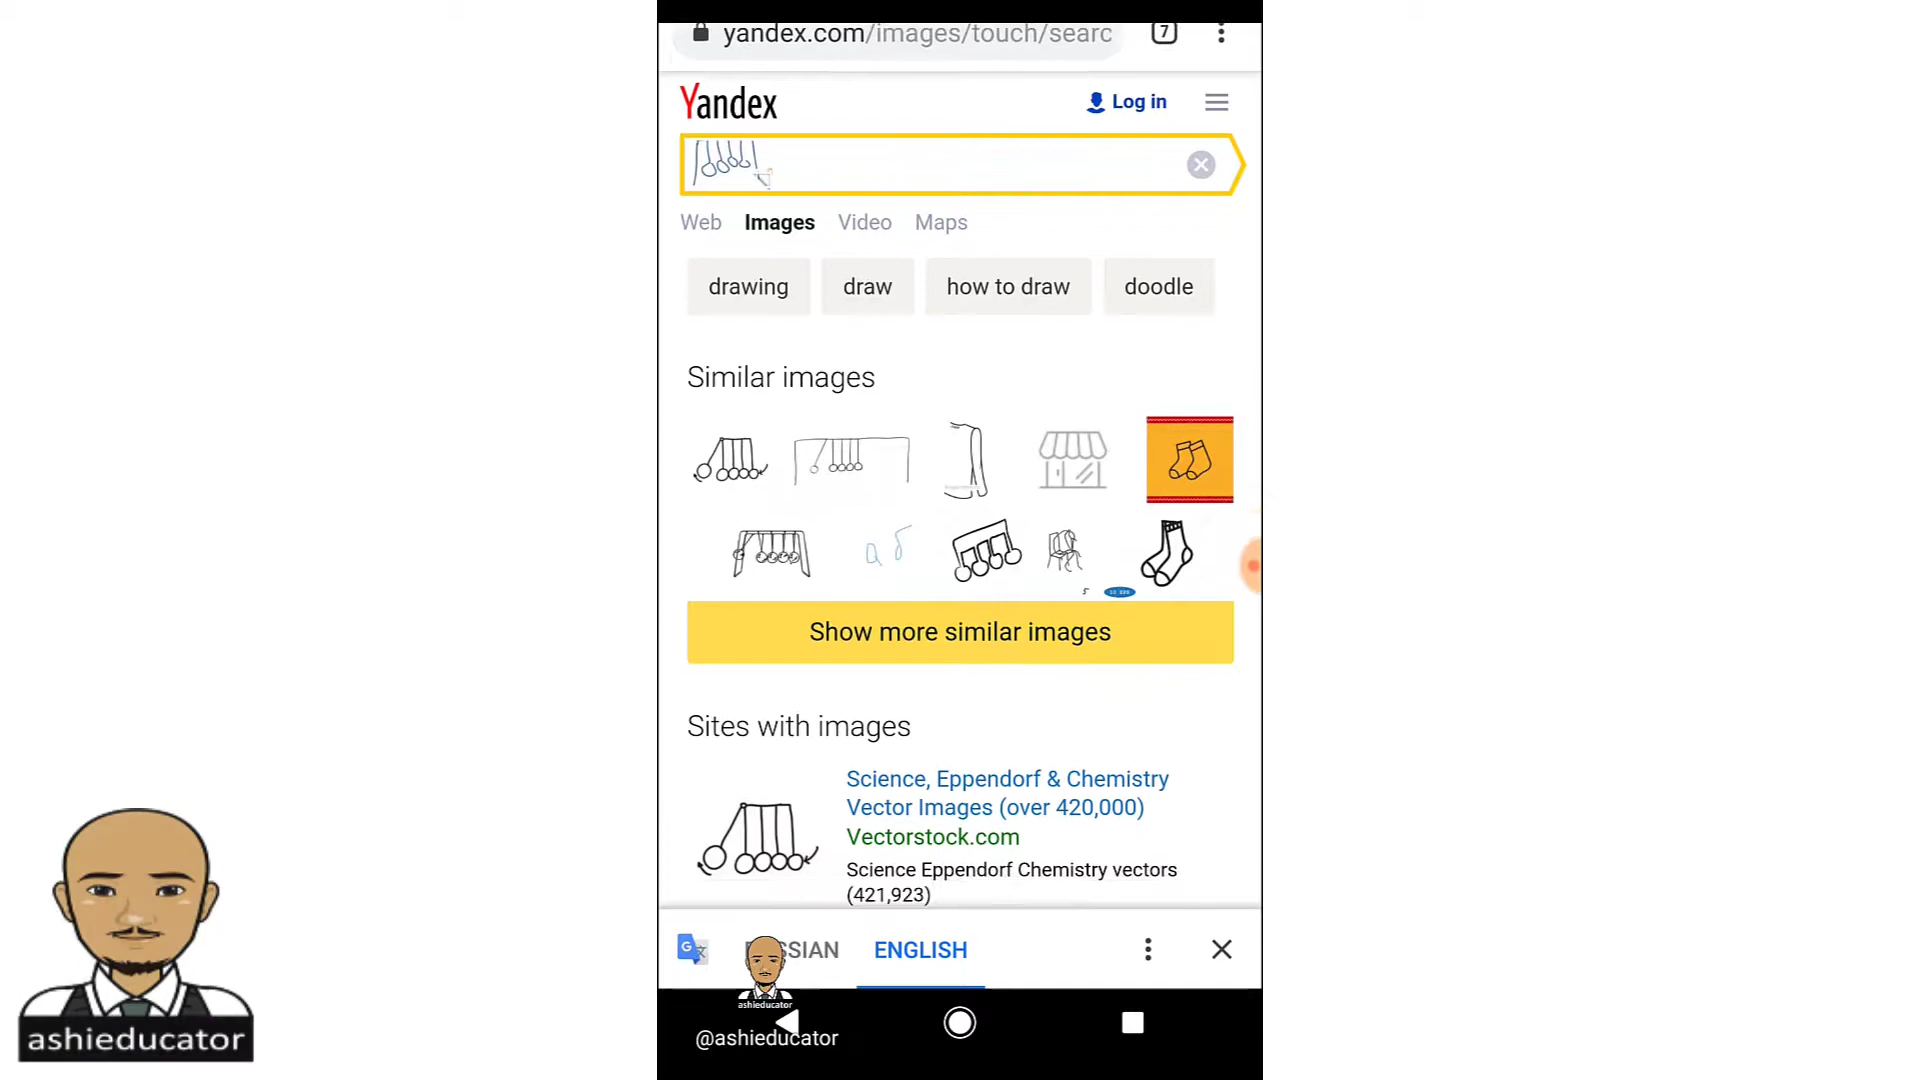 yandex.com/images/touch/searc
7
Yandex
Log in
Web Images Video Maps
drawing draw how to draw doodle
Similar images
a б
Show more similar images
Sites with images
Science, Eppendorf & Chemistry
Vector Images (over 420,000)
Vectorstock.com
Science Eppendorf Chemistry vectors
(421,923)
ENGLISH
ashieducator
@ashieducator
ashieducator